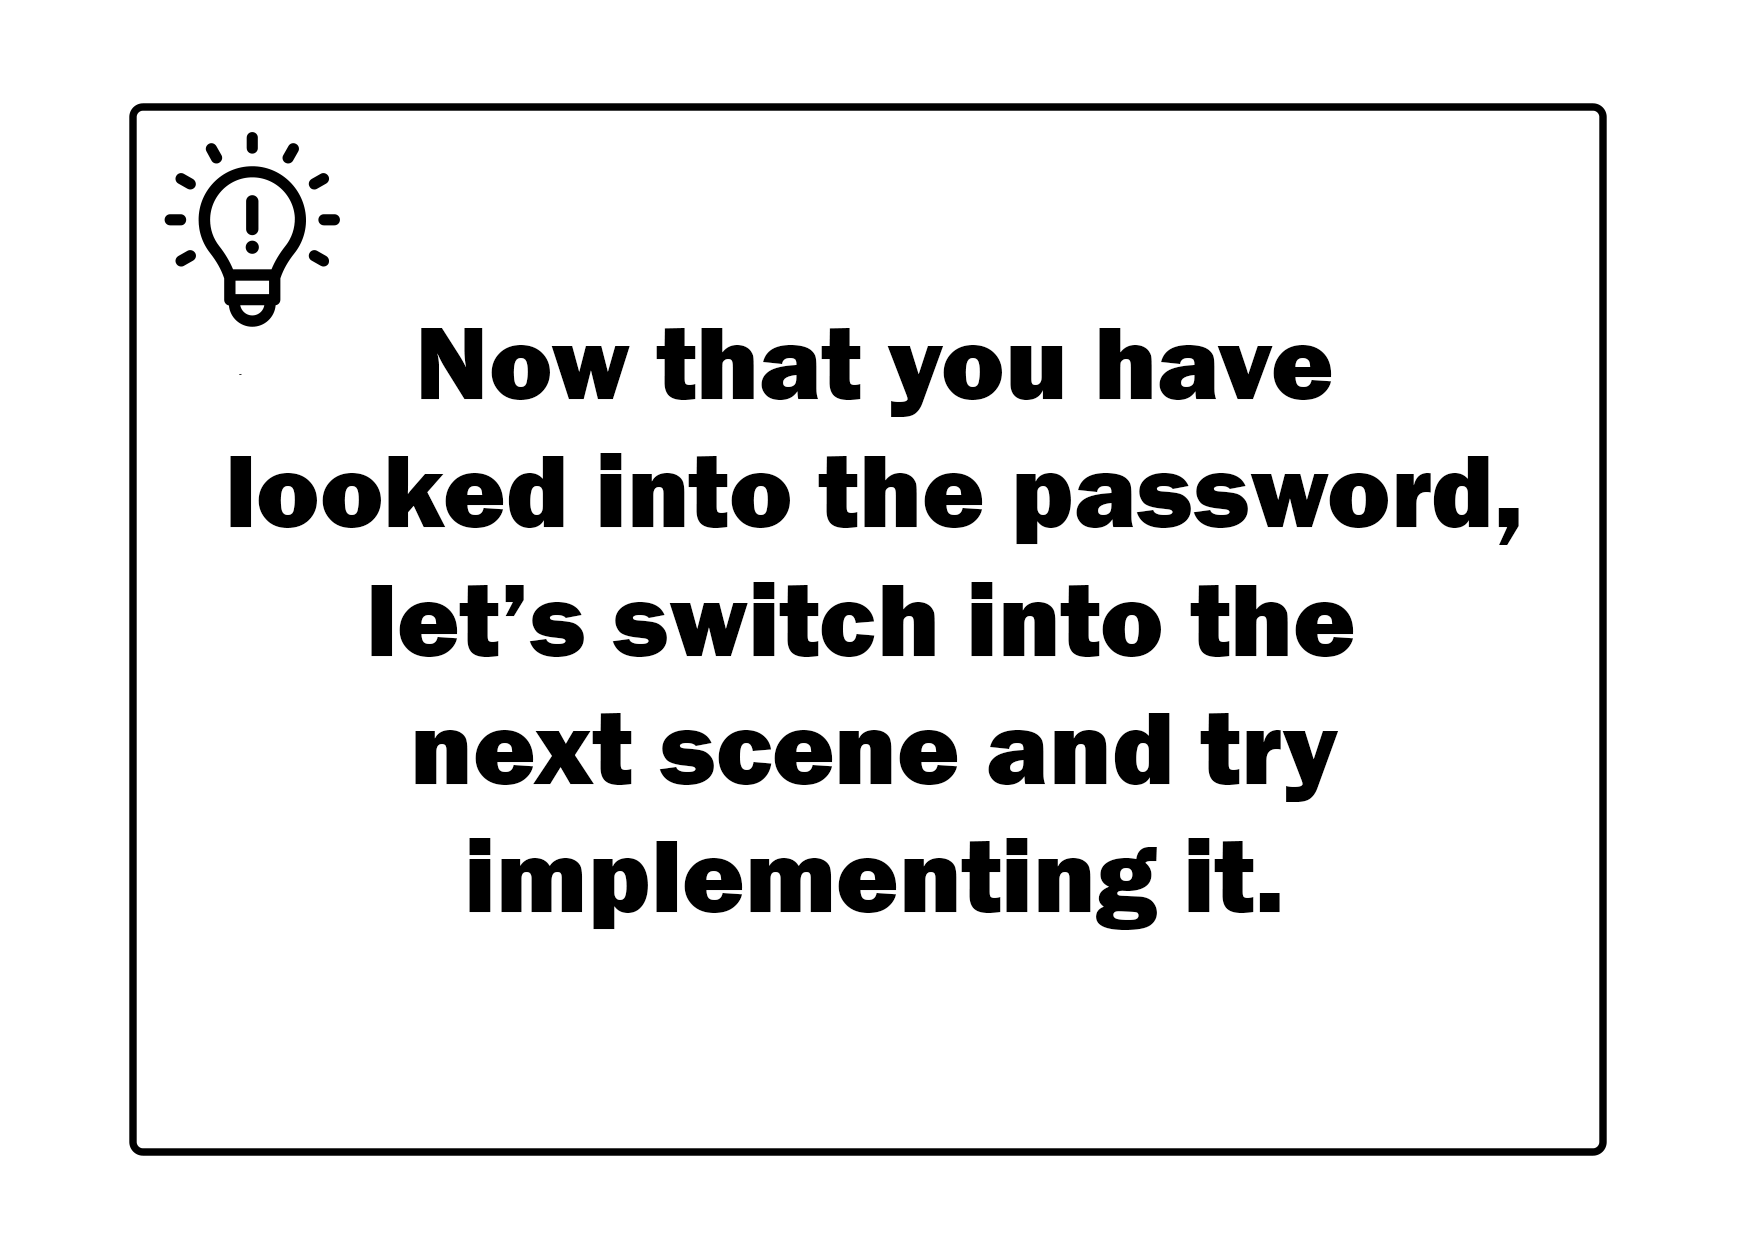 Now that you have
looked into the password,
let’s switch into the
next scene and try
implementing it.